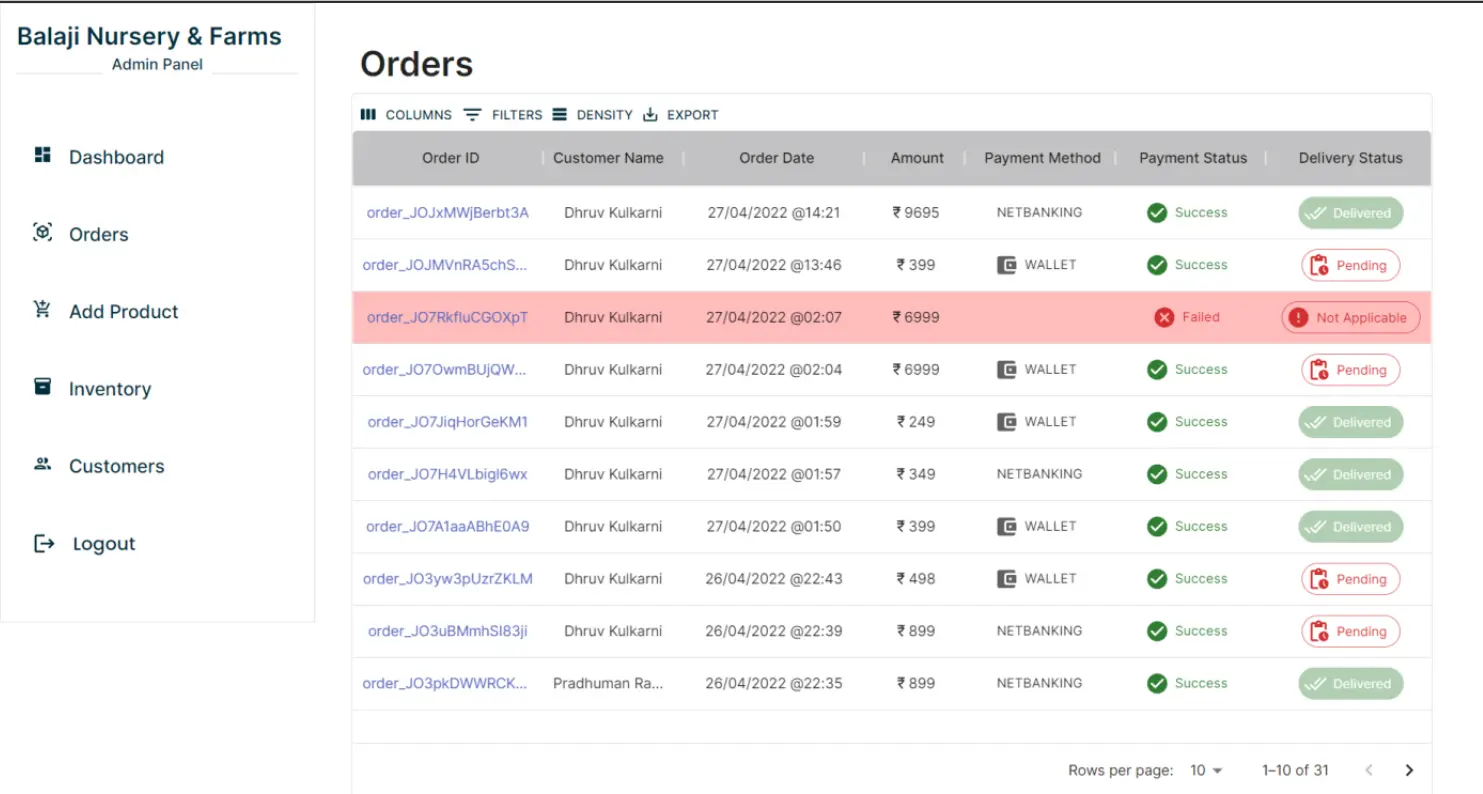 Balaji Nursery & Farms
Admin Panel
Dashboard
Orders
Add Product
Inventory
Customers
Logout
Orders
COLUMNS FILTERS DENSITY EXPORT
Order ID Customer Name Order Date Amount Payment Method Payment Status Delivery Status
order_JOJxMWjBerbt3A Dhruv Kulkarni 27/04/2022 @14:21 ₹ 9695 NETBANKING Success Delivered
order_JOJMVnRA5chS... Dhruv Kulkarni 27/04/2022 @13:46 ₹ 399 WALLET Success Pending
order_JO7RkfluCGOXpT Dhruv Kulkarni 27/04/2022 @02:07 ₹ 6999 Failed Not Applicable
order_JO7OwmBUjQW... Dhruv Kulkarni 27/04/2022 @02:04 ₹ 6999 WALLET Success Pending
order_JO7JiqHorGeKM1 Dhruv Kulkarni 27/04/2022 @01:59 ₹ 249 WALLET Success Delivered
order_JO7H4VLbigI6wx Dhruv Kulkarni 27/04/2022 @01:57 ₹ 349 NETBANKING Success Delivered
order_JO7A1aaABhE0A9 Dhruv Kulkarni 27/04/2022 @01:50 ₹ 399 WALLET Success Delivered
order_JO3yw3pUzrZKLM Dhruv Kulkarni 26/04/2022 @22:43 ₹ 498 WALLET Success Pending
order_JO3uBMmhSI83ji Dhruv Kulkarni 26/04/2022 @22:39 ₹ 899 NETBANKING Success Pending
order_JO3pkDWWRCK... Pradhuman Ra... 26/04/2022 @22:35 ₹ 899 NETBANKING Success Delivered
Rows per page: 10 1–10 of 31